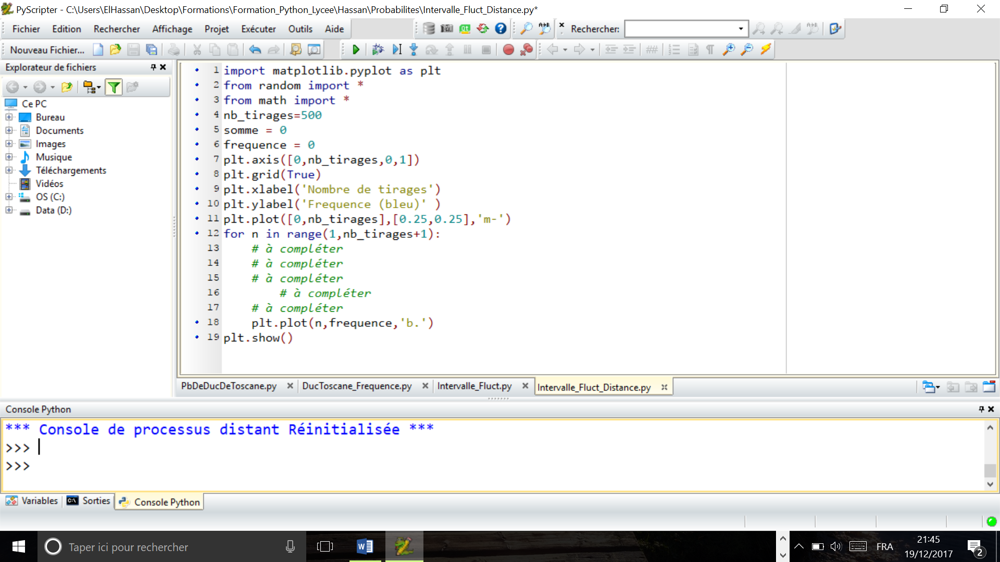 PyScripter - C:\Users\ElHassan\Desktop\Formations\Formation_Python_Lycee\Hassan\Probabilites\Intervalle_Fluct_Distance.py*
Fichier Edition Rechercher Affichage Projet Exécuter Outils Aide
Rechercher:
Nouveau Fichier...
Explorateur de fichiers
Ce PC
Bureau
Documents
Images
Musique
Téléchargements
Vidéos
OS (C:)
Data (D:)
1 import matplotlib.pyplot as plt
2 from random import *
3 from math import *
4 nb_tirages=500
5 somme = 0
6 frequence = 0
7 plt.axis([0,nb_tirages,0,1])
8 plt.grid(True)
9 plt.xlabel('Nombre de tirages')
10 plt.ylabel('Frequence (bleu)' )
11 plt.plot([0,nb_tirages],[0.25,0.25],'m-')
12 for n in range(1,nb_tirages+1):
13 # à compléter
14 # à compléter
15 # à compléter
16 # à compléter
17 # à compléter
18 plt.plot(n,frequence,'b.')
19 plt.show()
PbDeDucDeToscane.py DucToscane_Frequence.py Intervalle_Fluct.py Intervalle_Fluct_Distance.py
Console Python
*** Console de processus distant Réinitialisée ***
>>>
>>>
Variables Sorties Console Python
Taper ici pour rechercher
FRA
21:45
19/12/2017
2